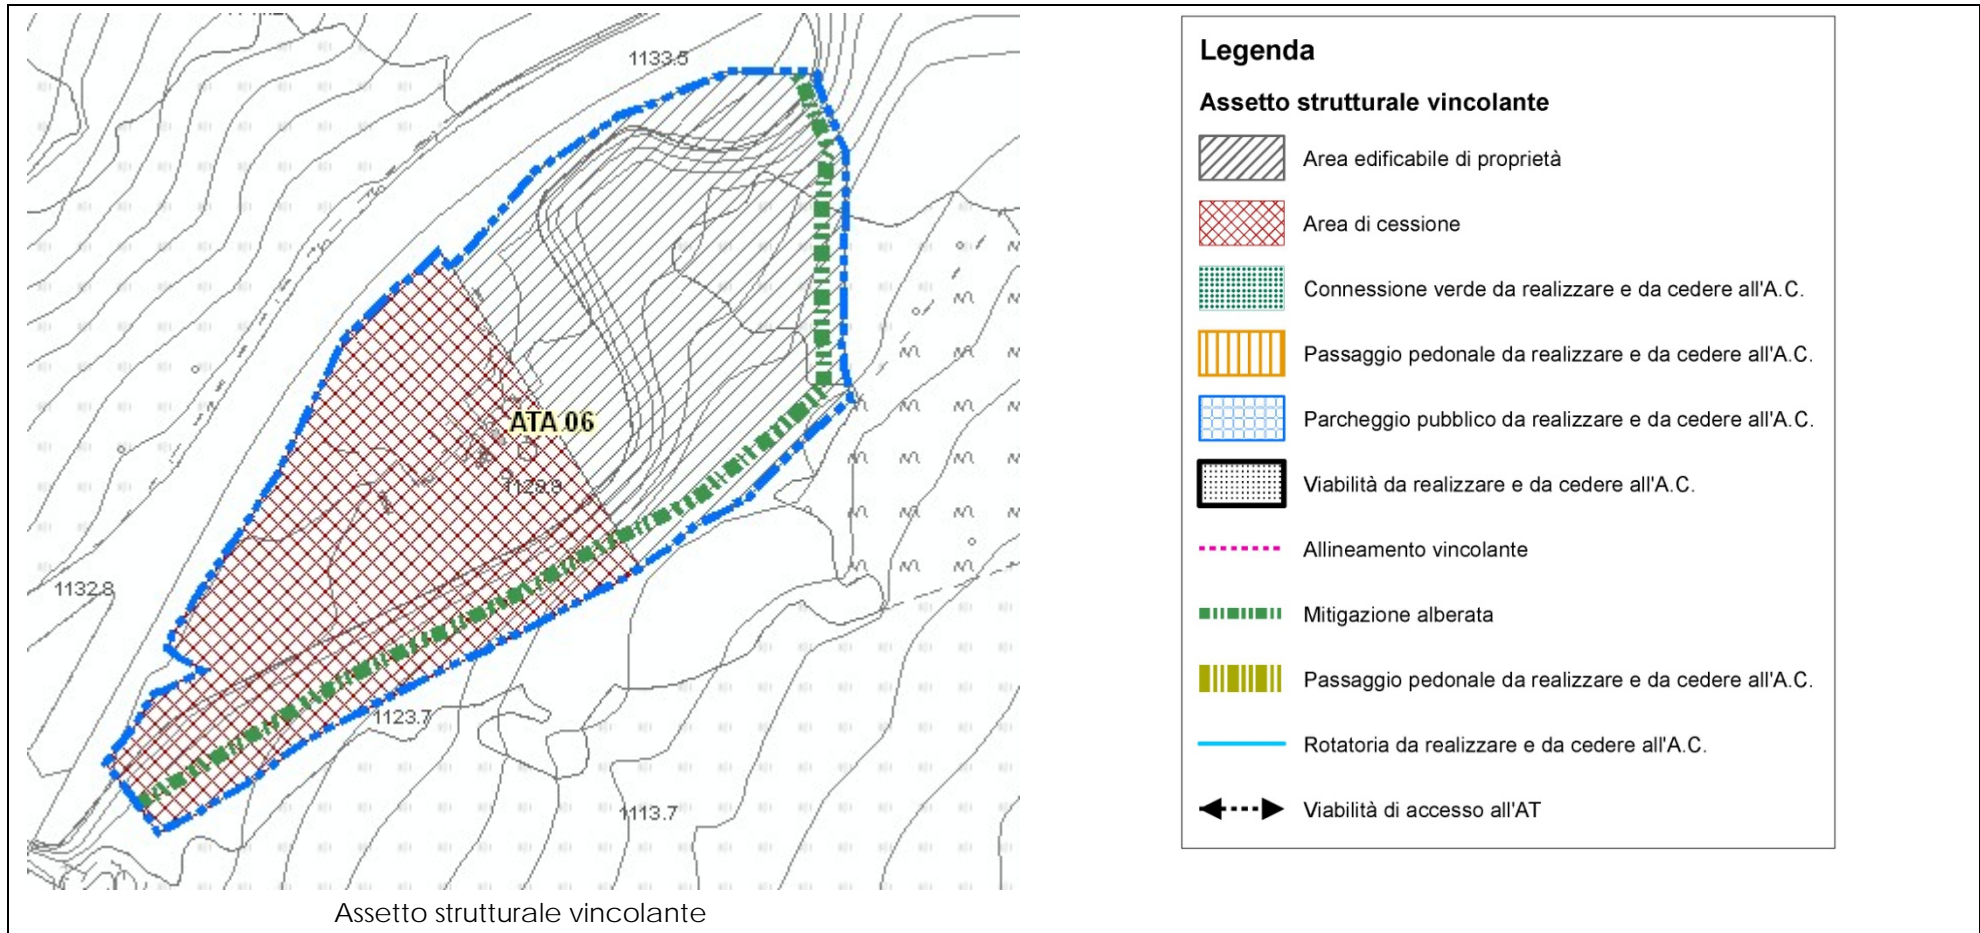 1133.5
ATA 06
1132.8
1123.7
1113.7
Assetto strutturale vincolante
Legenda
Assetto strutturale vincolante
Area edificabile di proprietà
Area di cessione
Connessione verde da realizzare e da cedere all'A.C.
Passaggio pedonale da realizzare e da cedere all'A.C.
Parcheggio pubblico da realizzare e da cedere all'A.C.
Viabilità da realizzare e da cedere all'A.C.
Allineamento vincolante
Mitigazione alberata
Passaggio pedonale da realizzare e da cedere all'A.C.
Rotatoria da realizzare e da cedere all'A.C.
Viabilità di accesso all'AT